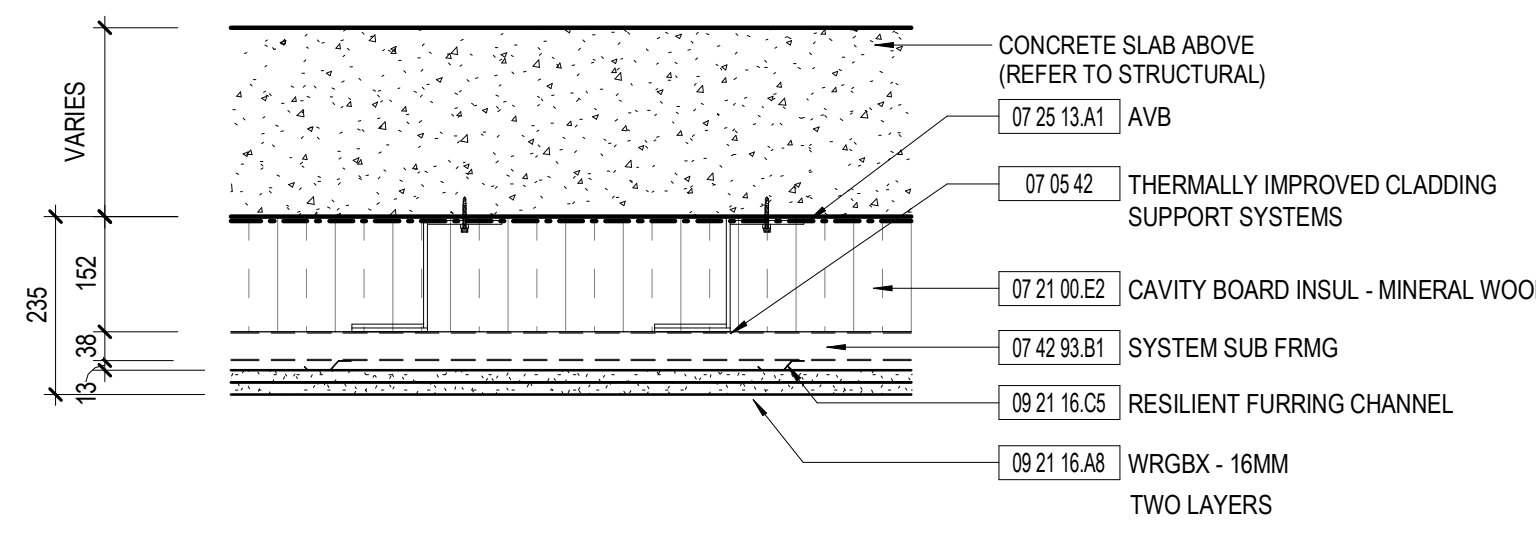 CONCRETE SLAB ABOVE
(REFER TO STRUCTURAL)
07 25 13.A1 AVB
07 05 42 THERMALLY IMPROVED CLADDING
SUPPORT SYSTEMS
07 21 00.E2 CAVITY BOARD INSUL - MINERAL WOO
07 42 93.B1 SYSTEM SUB FRMG
09 21 16.C5 RESILIENT FURRING CHANNEL
09 21 16.A8 WRGBX - 16MM
TWO LAYERS
VARIES
152
235
38
13